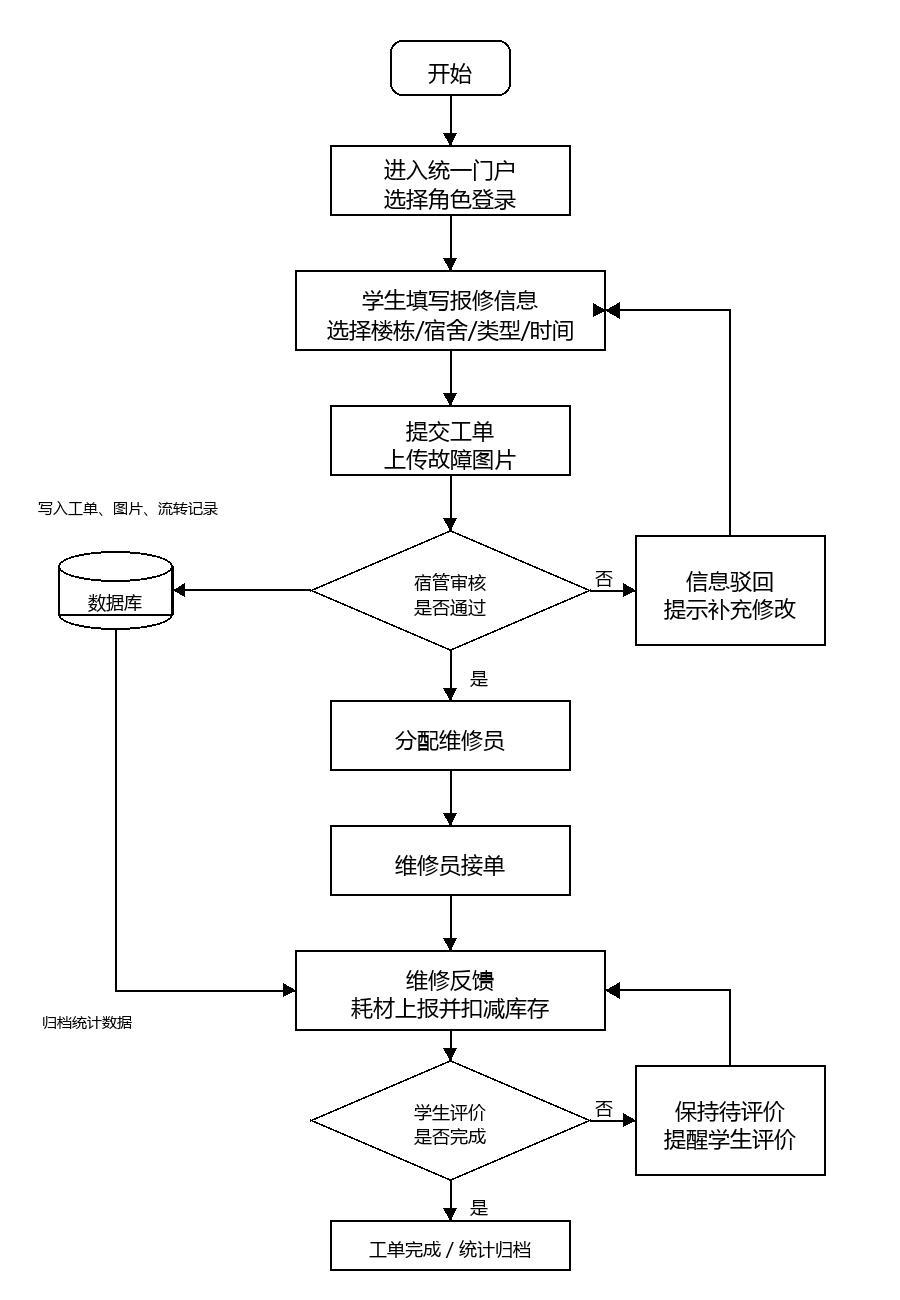 开始
进入统一门户
选择角色登录
学生填写报修信息
选择楼栋/宿舍/类型/时间
提交工单
上传故障图片
写入工单、图片、流转记录
数据库
宿管审核
是否通过
否
信息驳回
提示补充修改
是
分配维修员
维修员接单
维修反馈
耗材上报并扣减库存
归档统计数据
学生评价
是否完成
否
保持待评价
提醒学生评价
是
工单完成 / 统计归档